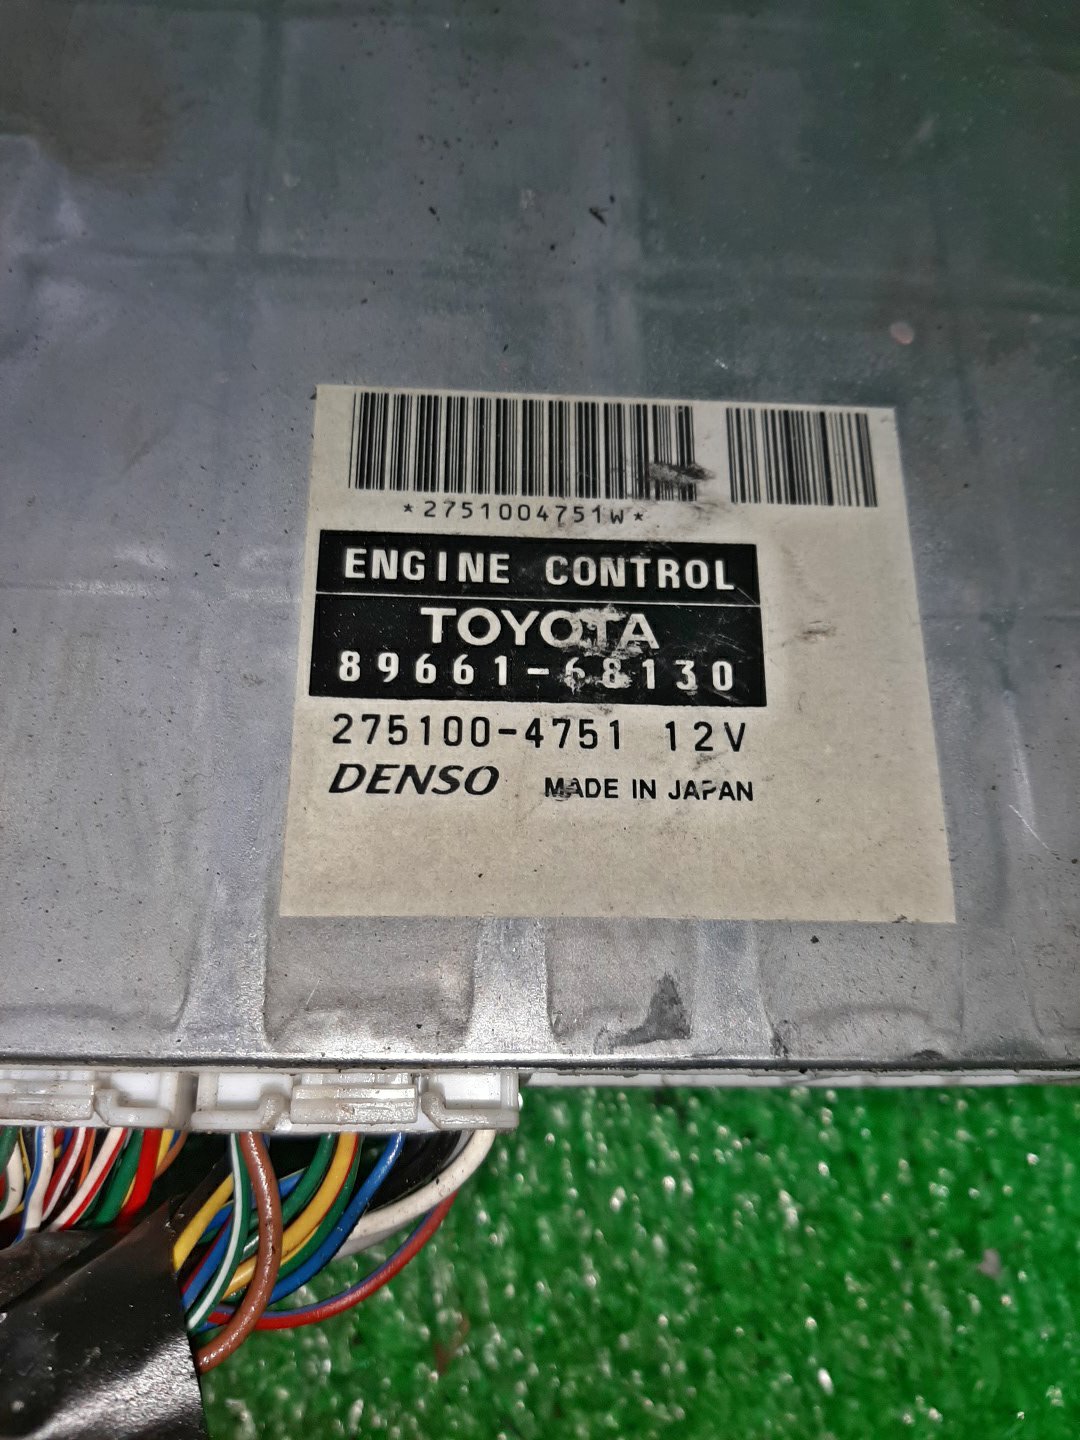 *2751004751W*
ENGINE CONTROL
TOYOTA
89661-68130
275100-4751 12V
DENSO MADE IN JAPAN